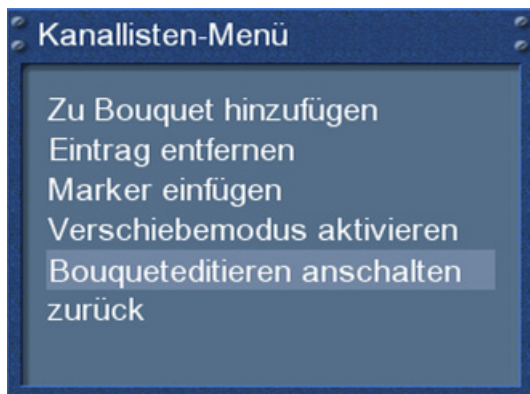 Kanallisten-Menü
Zu Bouquet hinzufügen
Eintrag entfernen
Marker einfügen
Verschiebemodus aktivieren
Bouqueteditieren anschalten
zurück